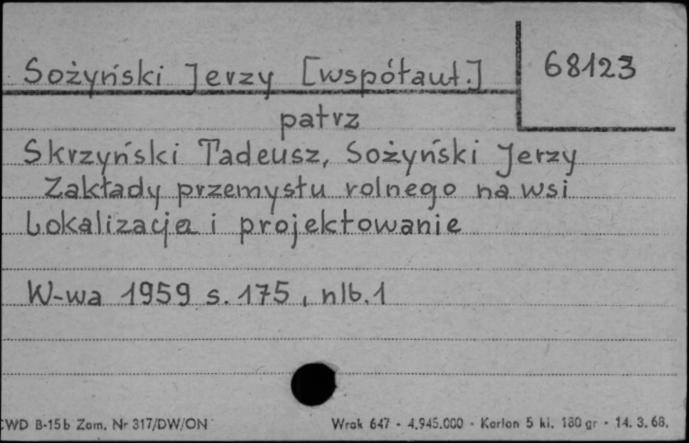 Sożyński Jerzy [współaut.]
68123
patrz
Skrzyński Tadeusz, Sożyński Jerzy
Zakłady przemysłu rolnego na wsi
Lokalizacja i projektowanie
W-wa 1959 s. 175, nlb. 1
CWD B-15b Zam. Nr 317/DW/ON
Wrak 647 - 4.945.000 - Karton 5 kl. 180 gr - 14. 3. 68.